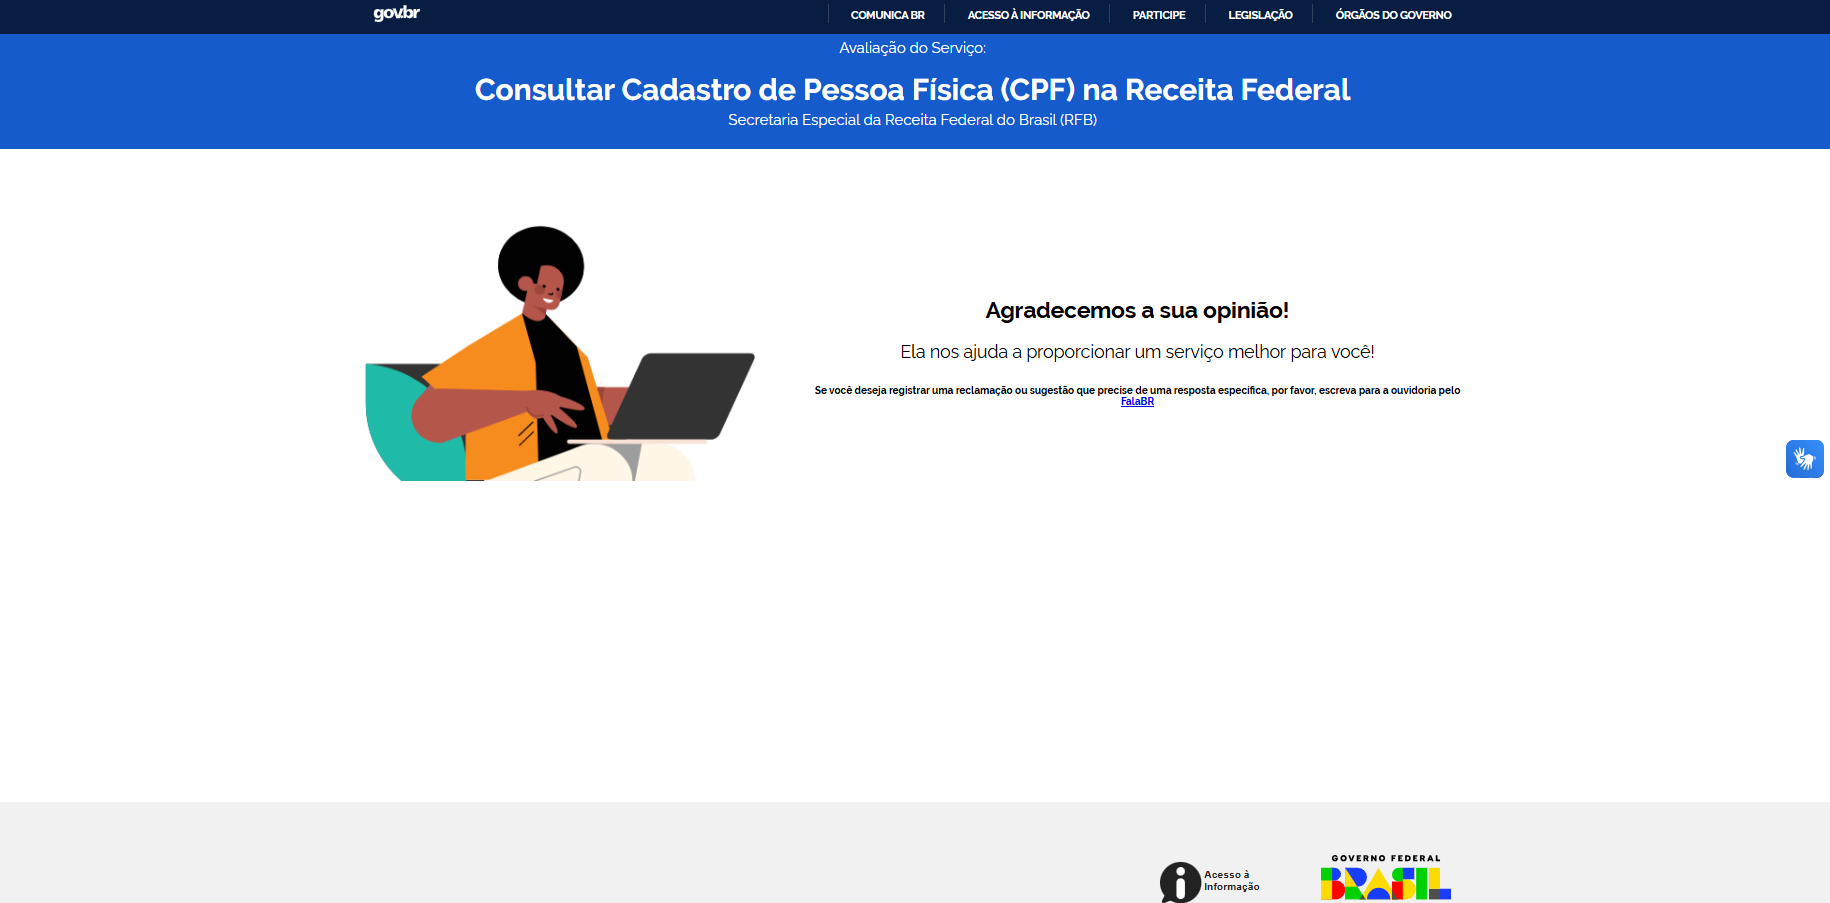 gov.br
COMUNICA BR
ACESSO À INFORMAÇÃO
PARTICIPE
LEGISLAÇÃO
ÓRGÃOS DO GOVERNO
Avaliação do Serviço:
Consultar Cadastro de Pessoa Física (CPF) na Receita Federal
Secretaria Especial da Receita Federal do Brasil (RFB)
Agradecemos a sua opinião!
Ela nos ajuda a proporcionar um serviço melhor para você!
Se você deseja registrar uma reclamação ou sugestão que precise de uma resposta específica, por favor, escreva para a ouvidoria pelo
FalaBR
Acesso à
Informação
GOVERNO FEDERAL
BRASIL